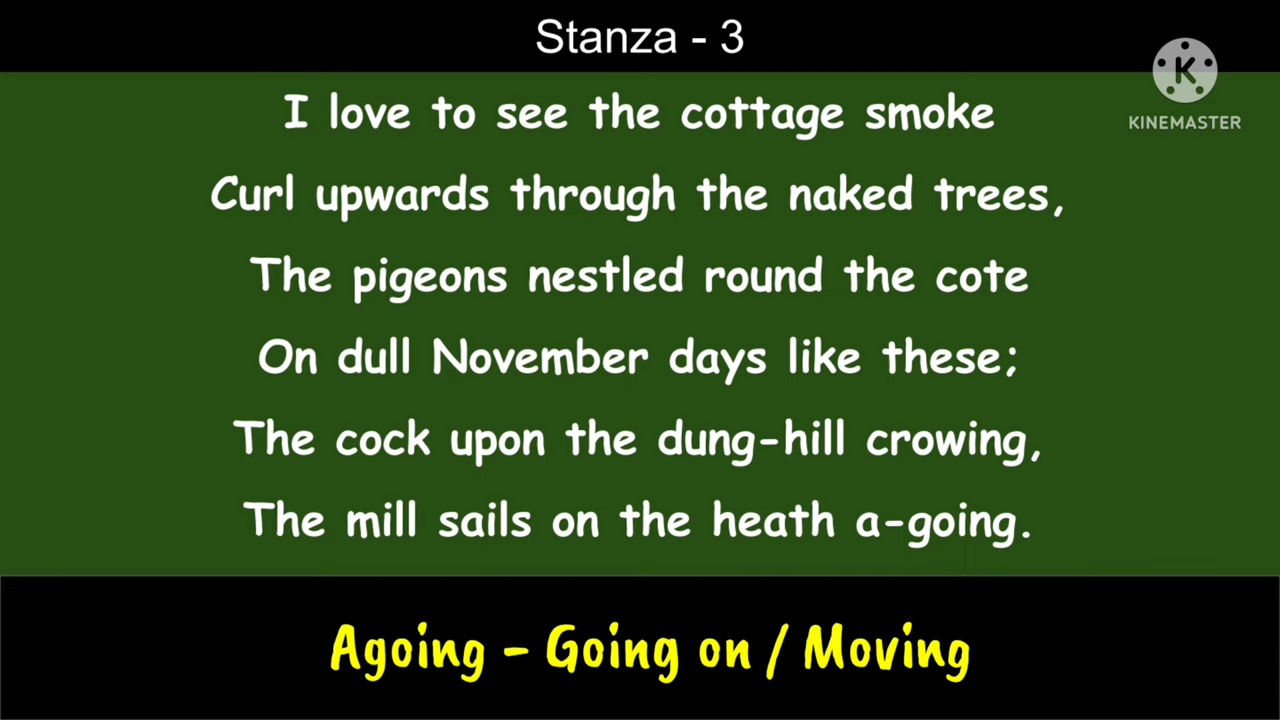 Stanza - 3
KINEMASTER
I love to see the cottage smoke
Curl upwards through the naked trees,
The pigeons nestled round the cote
On dull November days like these;
The cock upon the dung-hill crowing,
The mill sails on the heath a-going.
Agoing - Going on / Moving